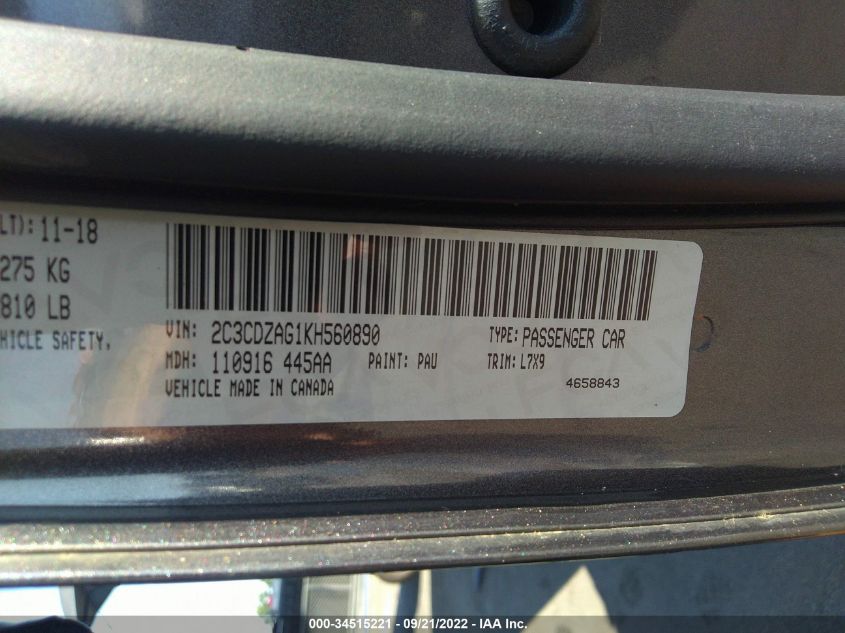 LT): 11-18
275 KG
810 LB
HICLE SAFETY,
VIN: 2C3CDZAG1KH560890
TYPE: PASSENGER CAR
MDH: 110916 445AA
PAINT: PAU
TRIM: L7X9
VEHICLE MADE IN CANADA
4658843
000-34515221 - 09/21/2022 - IAA Inc.